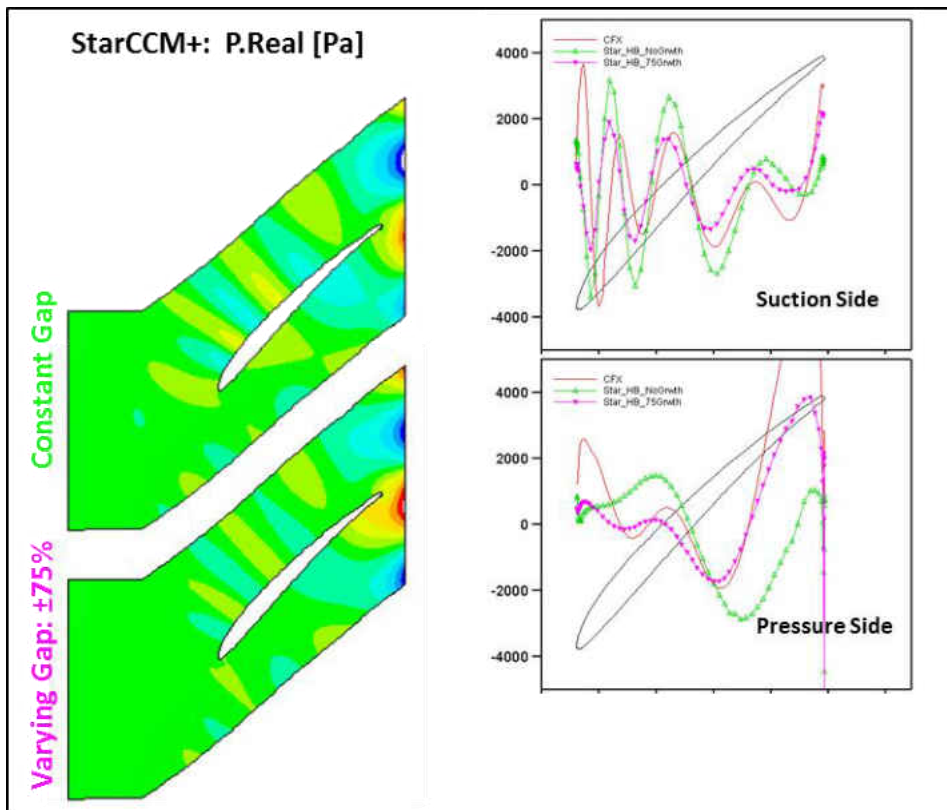 StarCCM+: P.Real [Pa]
Constant Gap
Varying Gap: ±75%
CFX
Star_HB_NoGrwth
Star_HB_75Grwth
4000
2000
0
-2000
-4000
Suction Side
CFX
Star_HB_NoGrwth
Star_HB_75Grwth
4000
2000
0
-2000
-4000
Pressure Side